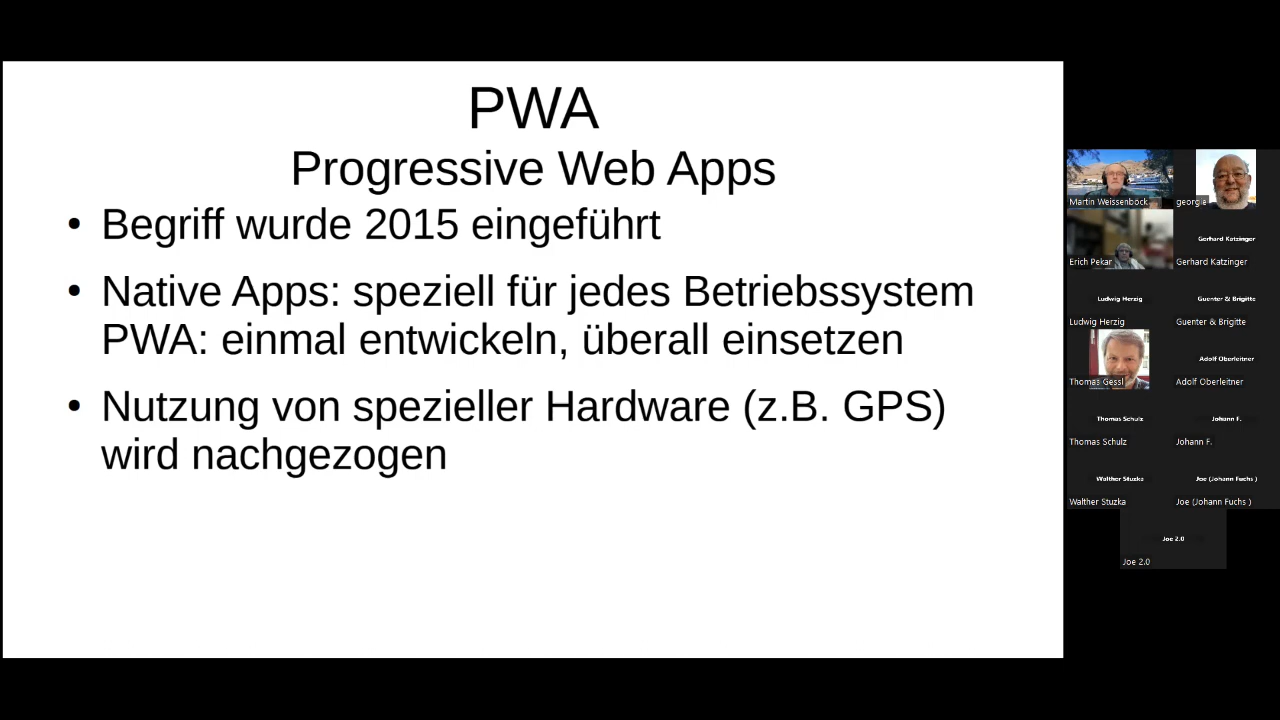 PWA
Progressive Web Apps
• Begriff wurde 2015 eingeführt
• Native Apps: speziell für jedes Betriebssystem
PWA: einmal entwickeln, überall einsetzen
• Nutzung von spezieller Hardware (z.B. GPS)
wird nachgezogen
Martin Weissenböck
georgie
Erich Pekar
Gerhard Katzinger
Gerhard Katzinger
Ludwig Herzig
Ludwig Herzig
Guenter & Brigitte
Guenter & Brigitte
Thomas Gessl
Adolf Oberleitner
Adolf Oberleitner
Thomas Schulz
Thomas Schulz
Johann F.
Johann F.
Walther Stuzka
Walther Stuzka
Joe (Johann Fuchs )
Joe (Johann Fuchs )
Joe 2.0
Joe 2.0